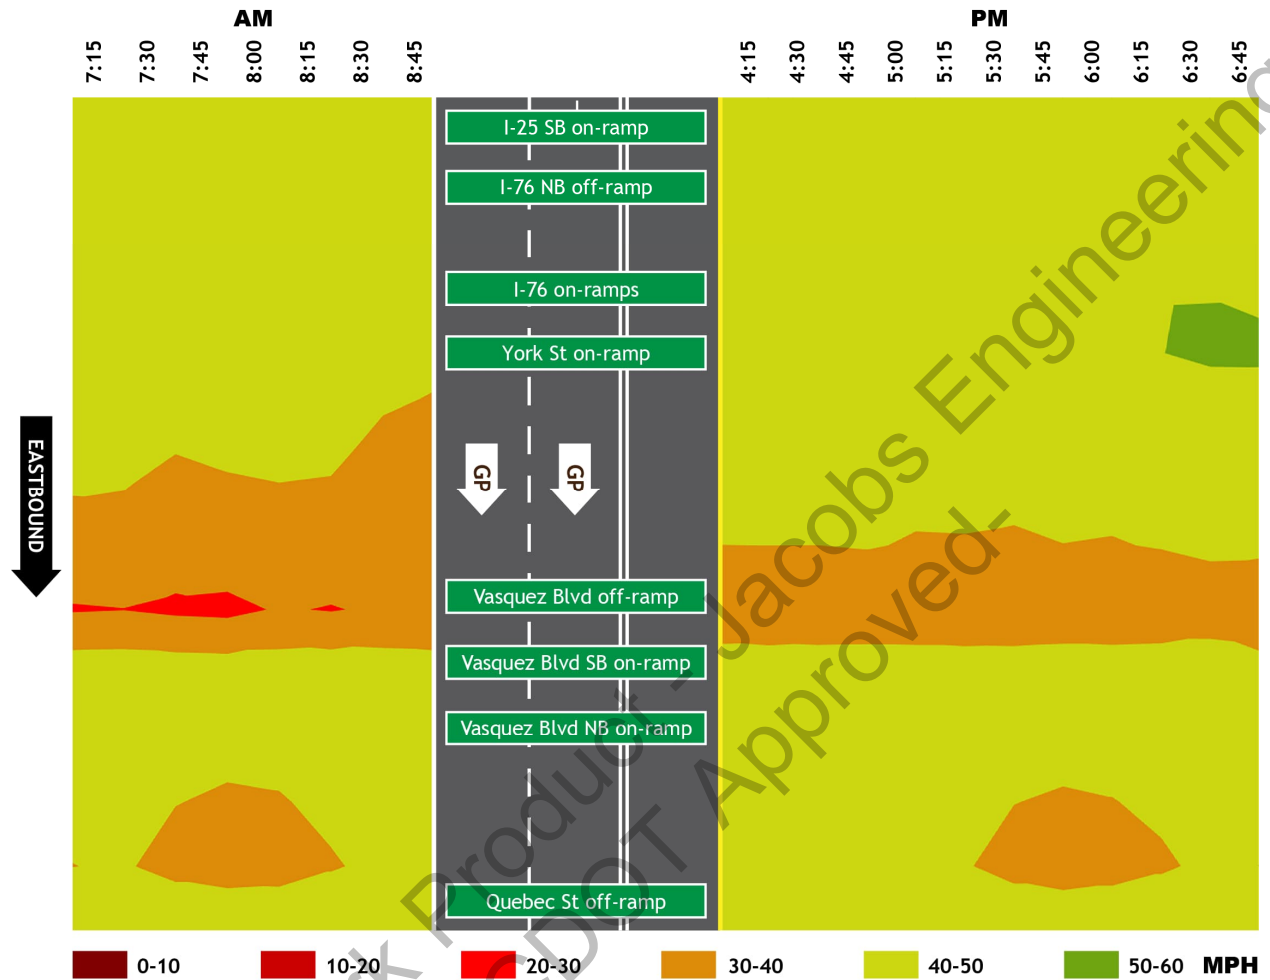 AM
PM
7:15 7:30 7:45 8:00 8:15 8:30 8:45
4:15 4:30 4:45 5:00 5:15 5:30 5:45 6:00 6:15 6:30 6:45
I-25 SB on-ramp
I-76 NB off-ramp
I-76 on-ramps
York St on-ramp
EASTBOUND
GP GP
Vasquez Blvd off-ramp
Vasquez Blvd SB on-ramp
Vasquez Blvd NB on-ramp
Quebec St off-ramp
0-10 10-20 20-30 30-40 40-50 50-60 MPH
Product - Jacobs Engineering
CDOT Approved-